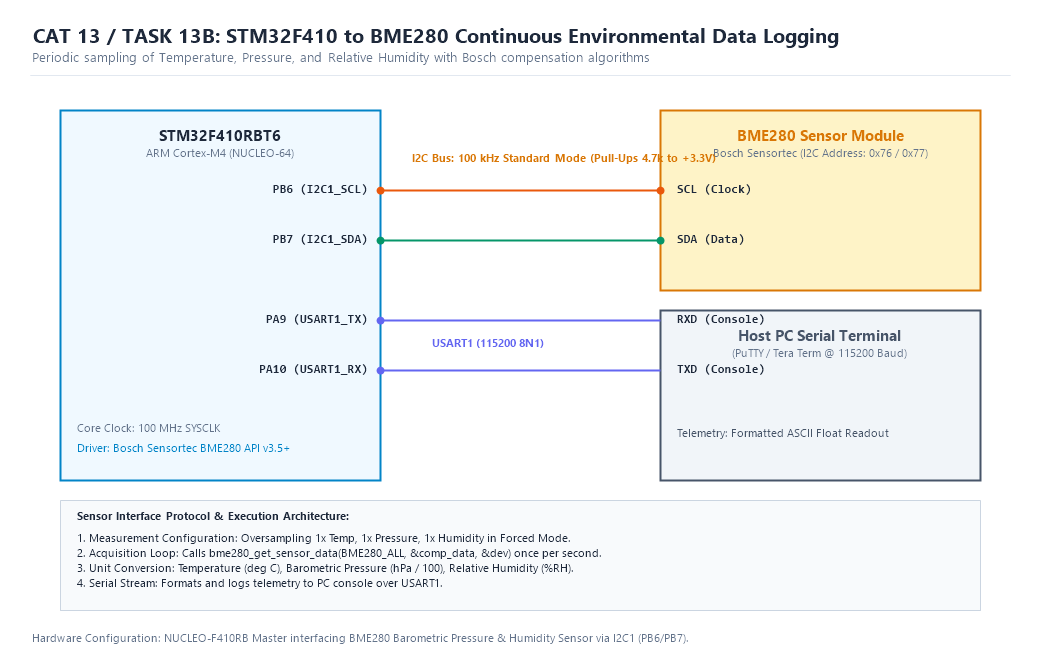 CAT 13 / TASK 13B: STM32F410 to BME280 Continuous Environmental Data Logging
Periodic sampling of Temperature, Pressure, and Relative Humidity with Bosch compensation algorithms
STM32F410RBT6
ARM Cortex-M4 (NUCLEO-64)
PB6 (I2C1_SCL)
PB7 (I2C1_SDA)
PA9 (USART1_TX)
PA10 (USART1_RX)
Core Clock: 100 MHz SYSCLK
Driver: Bosch Sensortec BME280 API v3.5+
I2C Bus: 100 kHz Standard Mode (Pull-Ups 4.7k to +3.3V)
USART1 (115200 8N1)
BME280 Sensor Module
Bosch Sensortec (I2C Address: 0x76 / 0x77)
SCL (Clock)
SDA (Data)
RXD (Console)
Host PC Serial Terminal
(PuTTY / Tera Term @ 115200 Baud)
TXD (Console)
Telemetry: Formatted ASCII Float Readout
Sensor Interface Protocol & Execution Architecture:
1. Measurement Configuration: Oversampling 1x Temp, 1x Pressure, 1x Humidity in Forced Mode.
2. Acquisition Loop: Calls bme280_get_sensor_data(BME280_ALL, &comp_data, &dev) once per second.
3. Unit Conversion: Temperature (deg C), Barometric Pressure (hPa / 100), Relative Humidity (%RH).
4. Serial Stream: Formats and logs telemetry to PC console over USART1.
Hardware Configuration: NUCLEO-F410RB Master interfacing BME280 Barometric Pressure & Humidity Sensor via I2C1 (PB6/PB7).